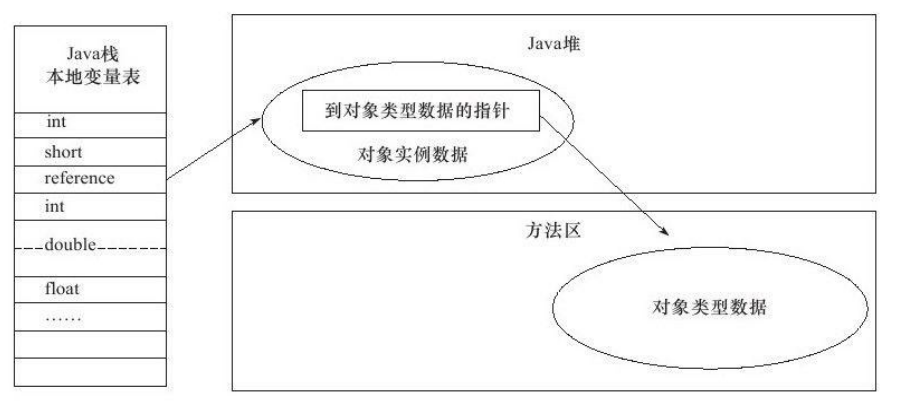 Java栈
本地变量表
int
short
reference
int
double
float
……
Java堆
到对象类型数据的指针
对象实例数据
方法区
对象类型数据